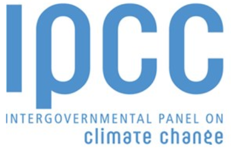 ipcc
INTERGOVERNMENTAL PANEL ON
climate change